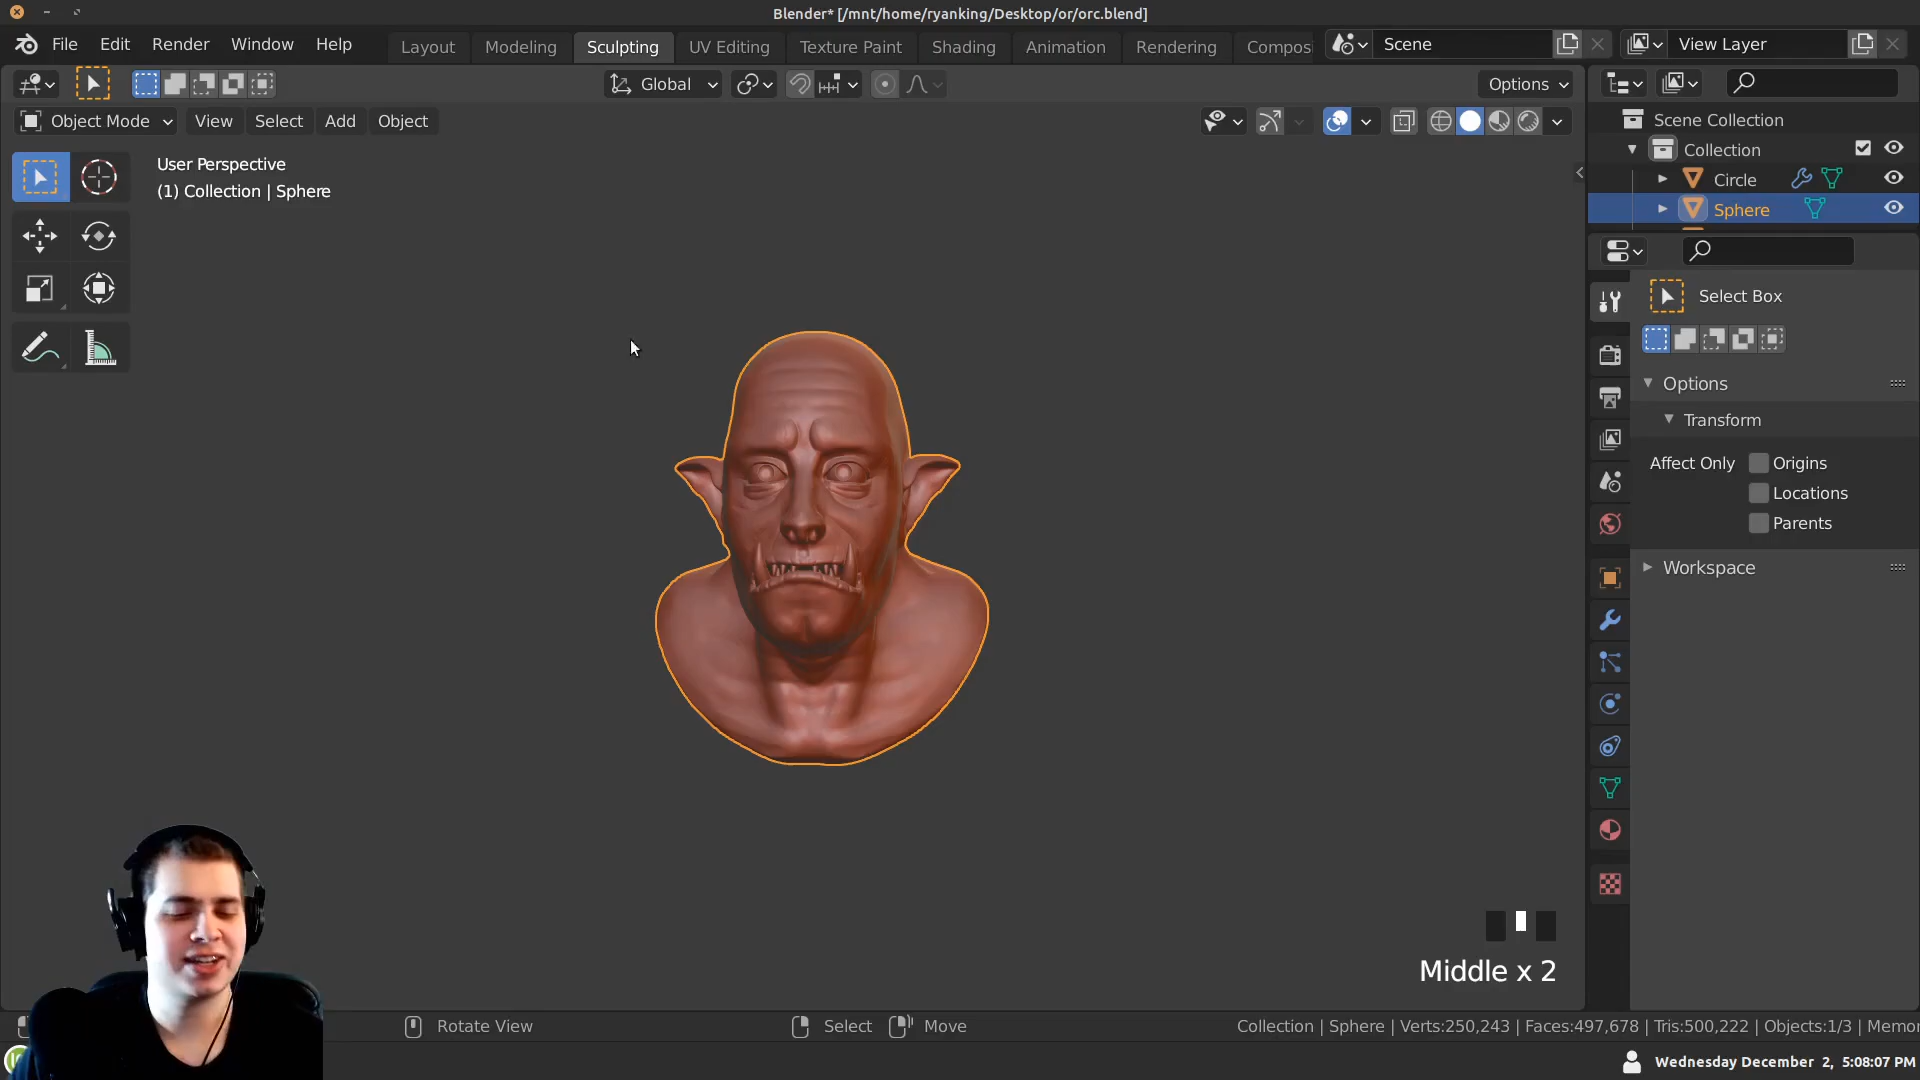 Blender* [/mnt/home/ryanking/Desktop/or/orc.blend]
File Edit Render Window Help Layout Modeling Sculpting UV Editing Texture Paint Shading Animation Rendering Compos Scene View Layer
Global Options
Object Mode View Select Add Object
Scene Collection
Collection
Circle
Sphere
User Perspective
(1) Collection | Sphere
Select Box
Options
Transform
Affect Only Origins
Locations
Parents
Workspace
Middle x 2
Rotate View Select Move Collection | Sphere | Verts:250,243 | Faces:497,678 | Tris:500,222 | Objects:1/3 | Memor
Wednesday December 2, 5:08:07 PM